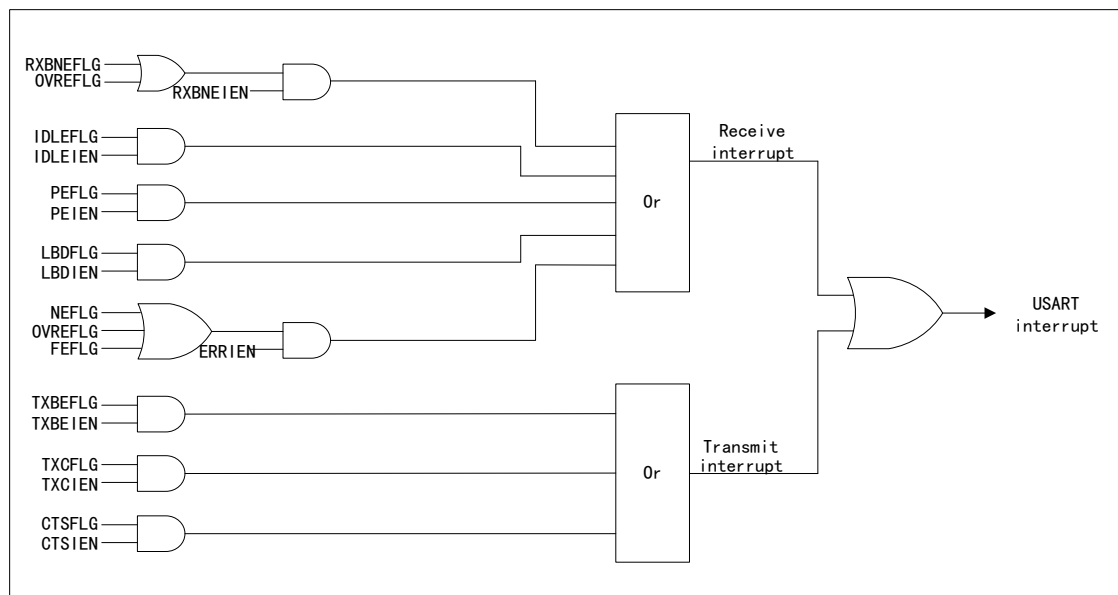 RXBNEFLG
OVREFLG
RXBNEIEN
IDLEFLG
IDLEIEN
PEFLG
PEIEN
LBDFLG
LBDIEN
NEFLG
OVREFLG
FEFLG
ERRIEN
Or
Receive
interrupt
TXBEFLG
TXBEIEN
TXCFLG
TXCIEN
CTSFLG
CTSIEN
Or
Transmit
interrupt
USART
interrupt